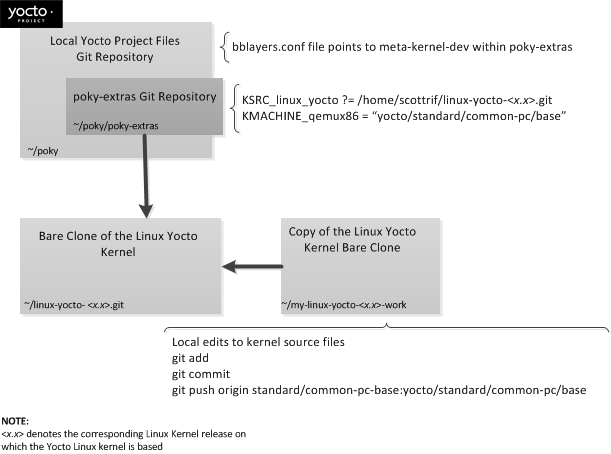 yocto ·
PROJECT
Local Yocto Project Files
Git Repository
bblayers.conf file points to meta-kernel-dev within poky-extras
poky-extras Git Repository
~/poky/poky-extras
~/poky
KSRC_linux_yocto ?= /home/scottrif/linux-yocto-<x.x>.git
KMACHINE_qemux86 = “yocto/standard/common-pc/base”
Bare Clone of the Linux Yocto
Kernel
~/linux-yocto- <x.x>.git
Copy of the Linux Yocto
Kernel Bare Clone
~/my-linux-yocto-<x.x>-work
Local edits to kernel source files
git add
git commit
git push origin standard/common-pc-base:yocto/standard/common-pc/base
NOTE:
<x.x> denotes the corresponding Linux Kernel release on
which the Yocto Linux kernel is based